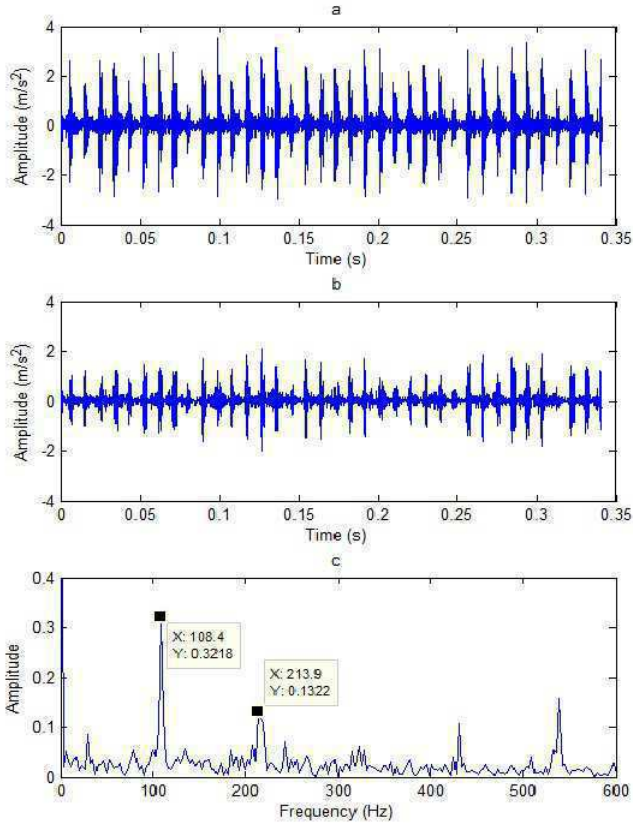 a
4
2
0
-2
-4
Amplitude (m/s²)
0 0.05 0.1 0.15 0.2 0.25 0.3 0.35
Time (s)
b
4
2
0
-2
-4
Amplitude (m/s²)
0 0.05 0.1 0.15 0.2 0.25 0.3 0.35
Time (s)
c
0.4
0.3
0.2
0.1
0
Amplitude
X: 108.4
Y: 0.3218
X: 213.9
Y: 0.1322
0 100 200 300 400 500 600
Frequency (Hz)